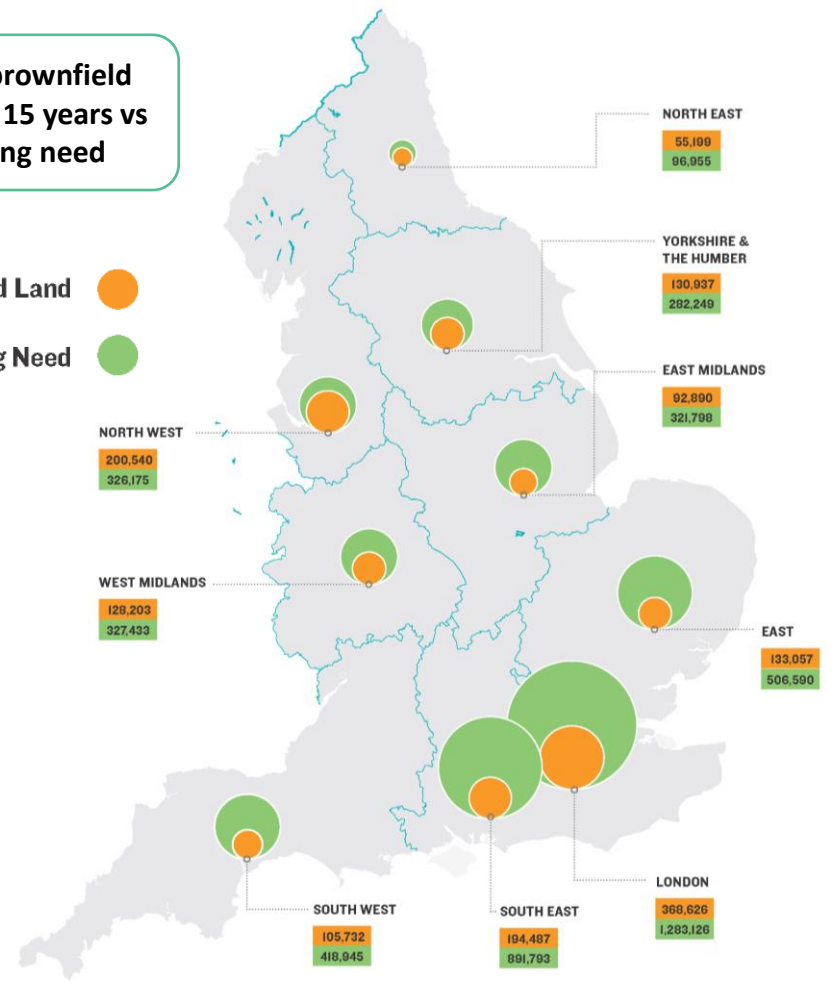 brownfield
15 years vs
need
Land
Need
NORTH EAST
55,199
96,955
YORKSHIRE &
THE HUMBER
130,937
282,249
EAST MIDLANDS
92,890
321,798
NORTH WEST
200,540
326,175
WEST MIDLANDS
128,203
327,433
EAST
133,057
506,590
LONDON
368,626
1,283,126
SOUTH WEST
105,732
418,945
SOUTH EAST
194,487
891,793